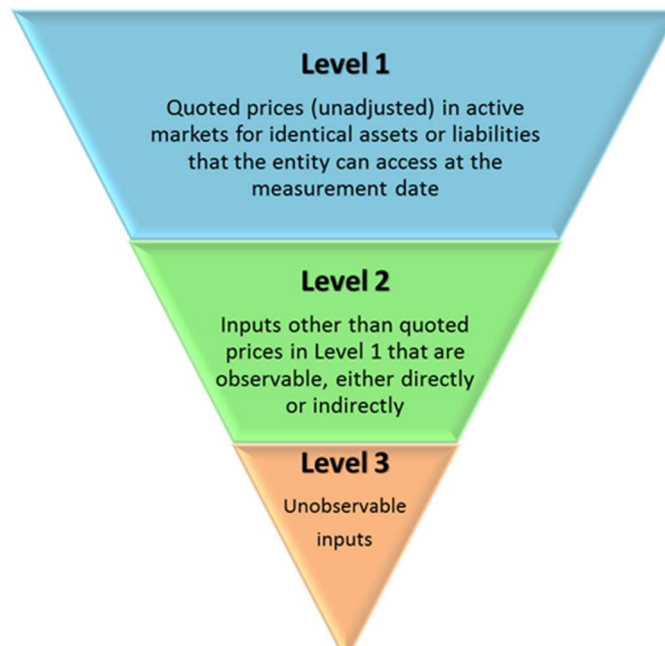 Level 1
Quoted prices (unadjusted) in active
markets for identical assets or liabilities
that the entity can access at the
measurement date
Level 2
Inputs other than quoted
prices in Level 1 that are
observable, either directly
or indirectly
Level 3
Unobservable
inputs